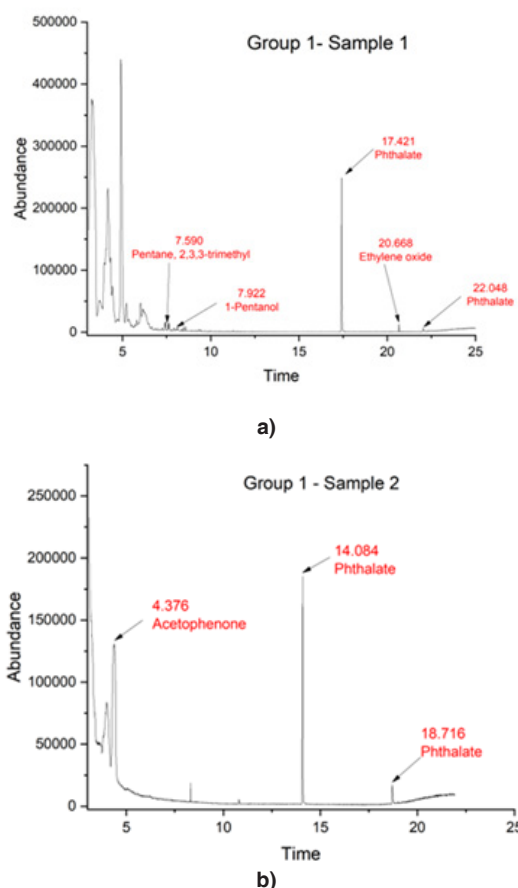 Group 1- Sample 1
500000
400000
300000
200000
100000
0
Abundance
17.421
Phthalate
7.590
Pentane, 2,3,3-trimethyl
7.922
1-Pentanol
20.668
Ethylene oxide
22.048
Phthalate
5 10 15 20 25
Time
a)
Group 1 - Sample 2
250000
200000
150000
100000
50000
0
Abundance
14.084
Phthalate
4.376
Acetophenone
18.716
Phthalate
5 10 15 20 25
Time
b)